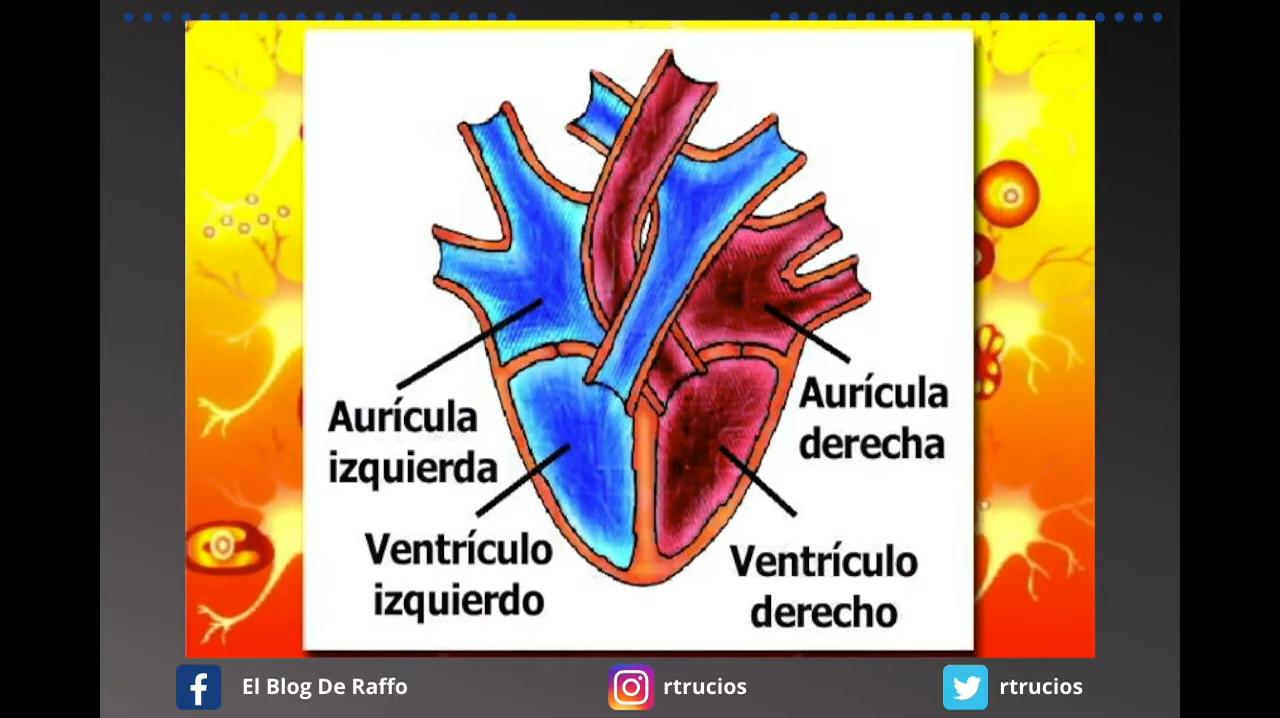 Aurícula
izquierda
Aurícula
derecha
Ventrículo
izquierdo
Ventrículo
derecho
El Blog De Raffo
rtrucios
rtrucios